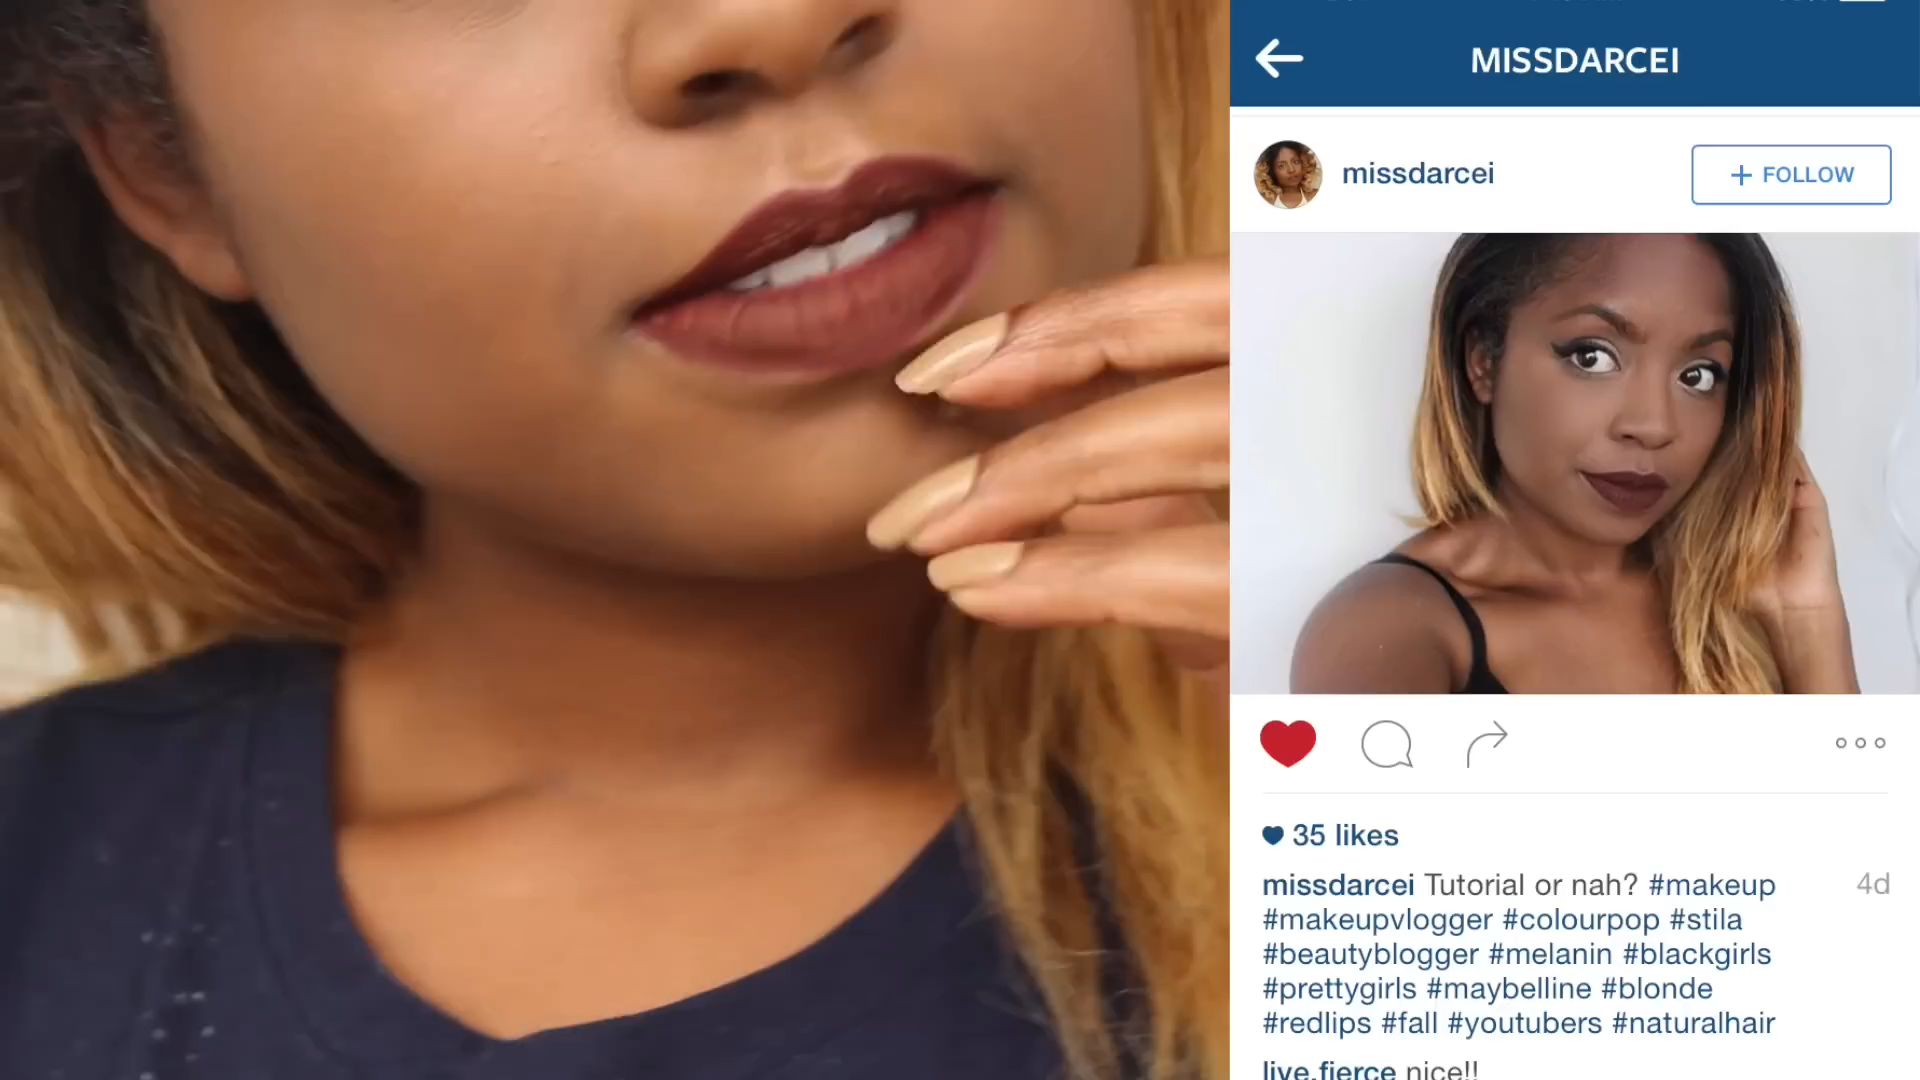 MISSDARCEI
missdarcei
+ FOLLOW
35 likes
missdarcei Tutorial or nah? #makeup 4d
#makeupvlogger #colourpop #stila
#beautyblogger #melanin #blackgirls
#prettygirls #maybelline #blonde
#redlips #fall #youtubers #naturalhair
live.fierce nice!!